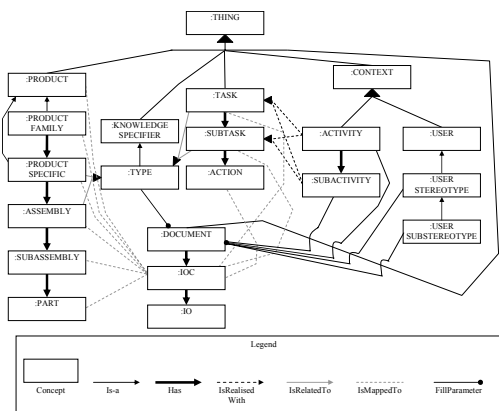 :THING
:PRODUCT
:CONTEXT
:TASK
:PRODUCT
FAMILY
:KNOWLEDGE
SPECIFIER
:SUBTASK
:ACTIVITY
:USER
:PRODUCT
SPECIFIC
:TYPE
:ACTION
:SUBACTIVITY
:USER
STEREOTYPE
:ASSEMBLY
:DOCUMENT
:USER
SUBSTEREOTYPE
:SUBASSEMBLY
:IOC
:PART
:IO
Legend
Concept
Is-a
Has
IsRealised
With
IsRelatedTo
IsMappedTo
FillParameter